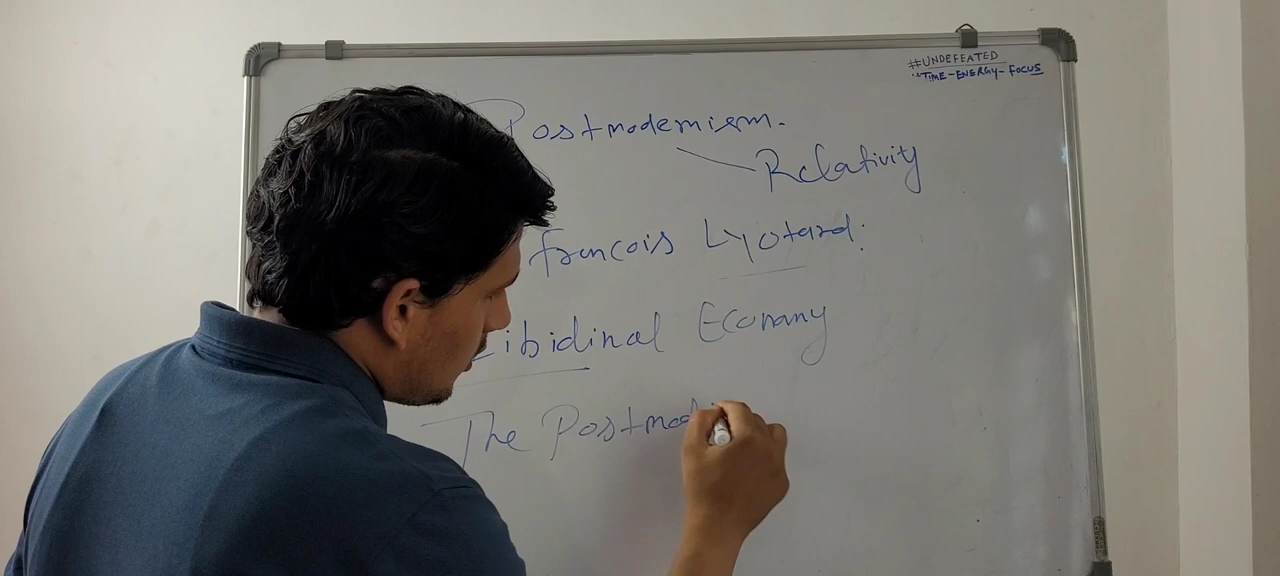 #UNDEFEATED
TIME-ENERGY-FOCUS
Postmodernism.
Relativity
francois Lyotard:
Libidinal Economy
The Postmod